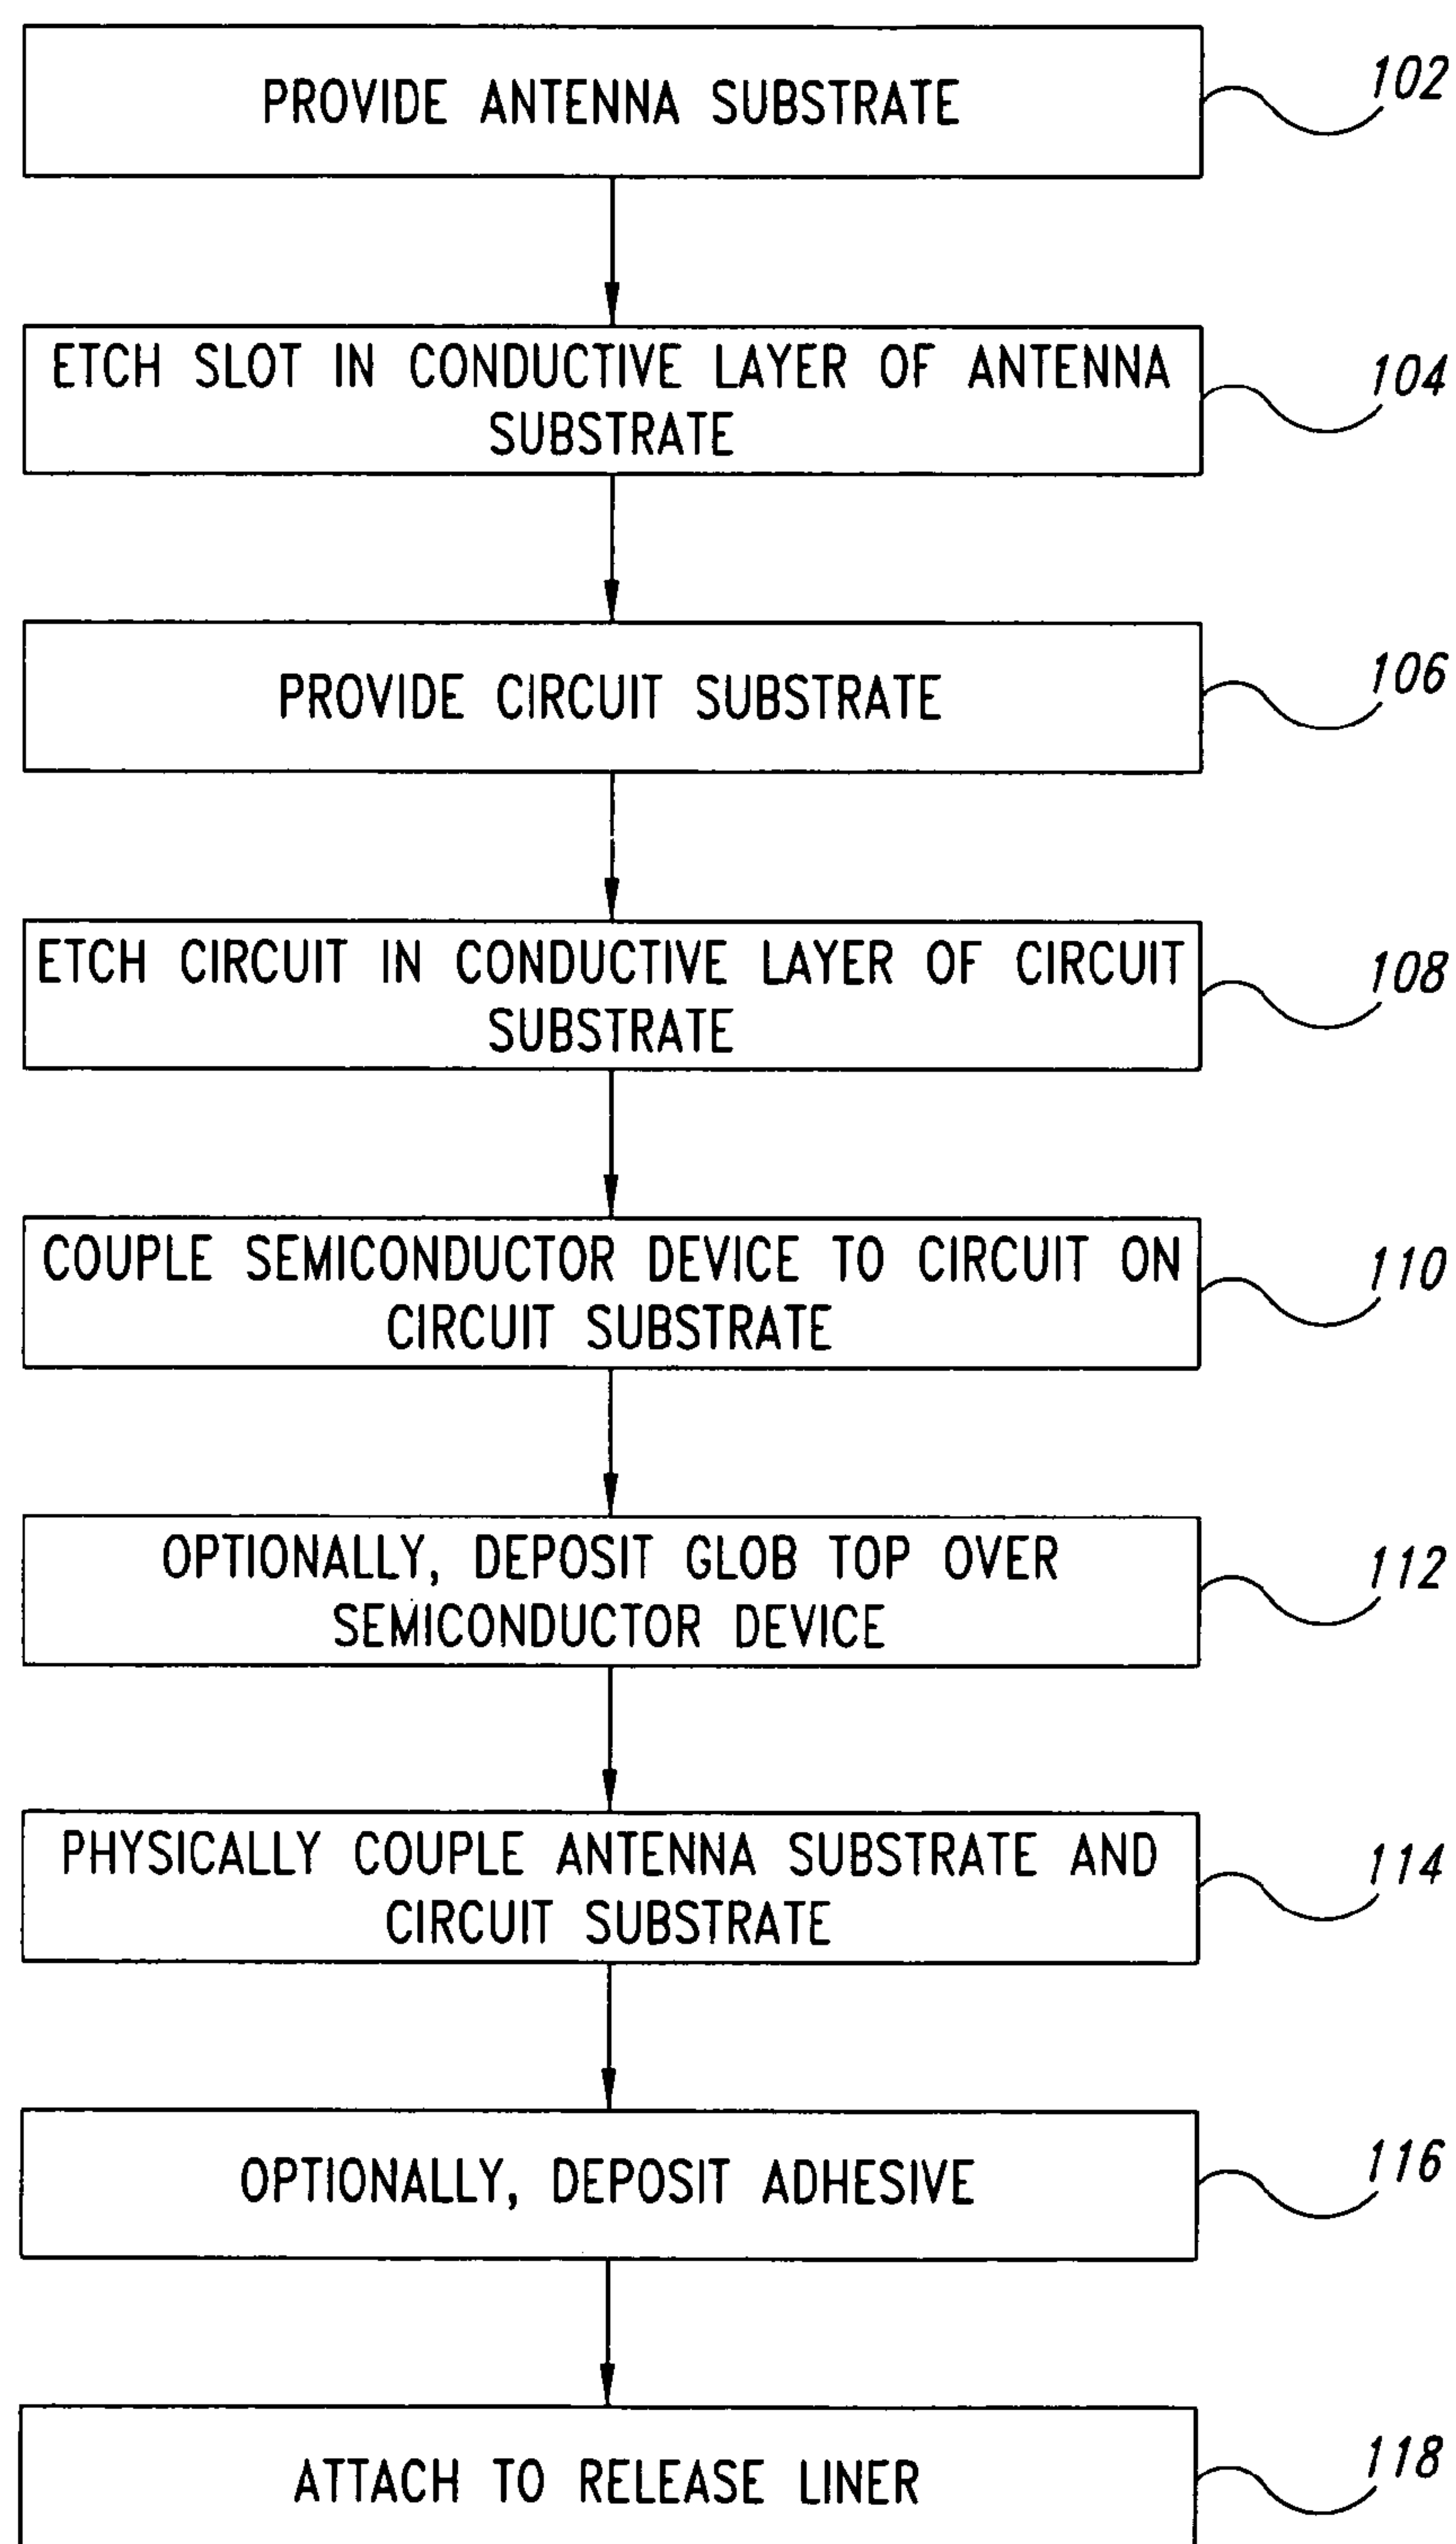 PROVIDE ANTENNA SUBSTRATE
102
ETCH SLOT IN CONDUCTIVE LAYER OF ANTENNA
SUBSTRATE
104
PROVIDE CIRCUIT SUBSTRATE
106
ETCH CIRCUIT IN CONDUCTIVE LAYER OF CIRCUIT
SUBSTRATE
108
COUPLE SEMICONDUCTOR DEVICE TO CIRCUIT ON
CIRCUIT SUBSTRATE
110
OPTIONALLY, DEPOSIT GLOB TOP OVER
SEMICONDUCTOR DEVICE
112
PHYSICALLY COUPLE ANTENNA SUBSTRATE AND
CIRCUIT SUBSTRATE
114
OPTIONALLY, DEPOSIT ADHESIVE
116
ATTACH TO RELEASE LINER
118